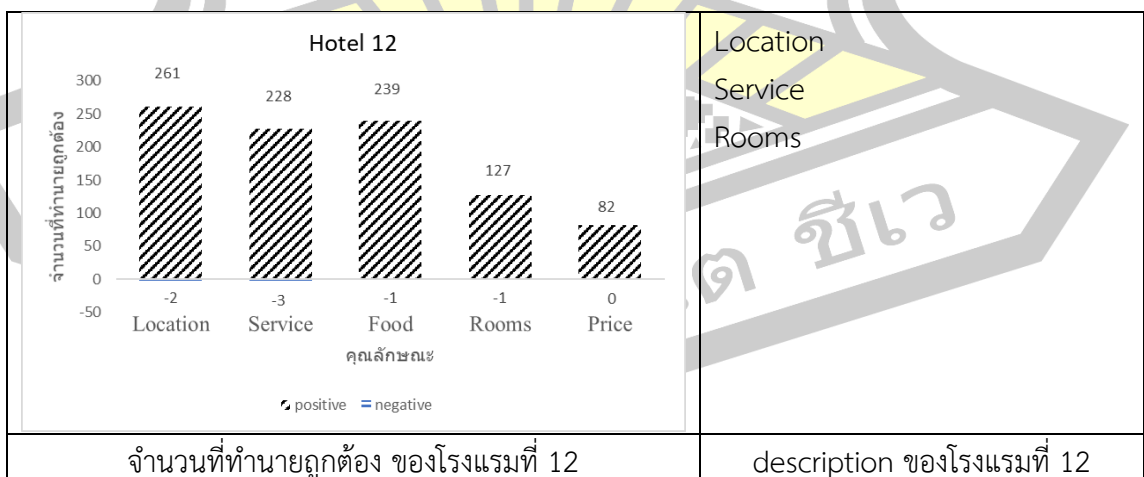 Hotel 12
จำนวนที่ทำนายถูกต้อง
300
250
200
150
100
50
0
-50
261
228
239
127
82
-2
-3
-1
-1
0
Location Service Food Rooms Price
คุณลักษณะ
positive negative
Location
Service
Rooms
ชีเว
จำนวนที่ทำนายถูกต้อง ของโรงแรมที่ 12
description ของโรงแรมที่ 12